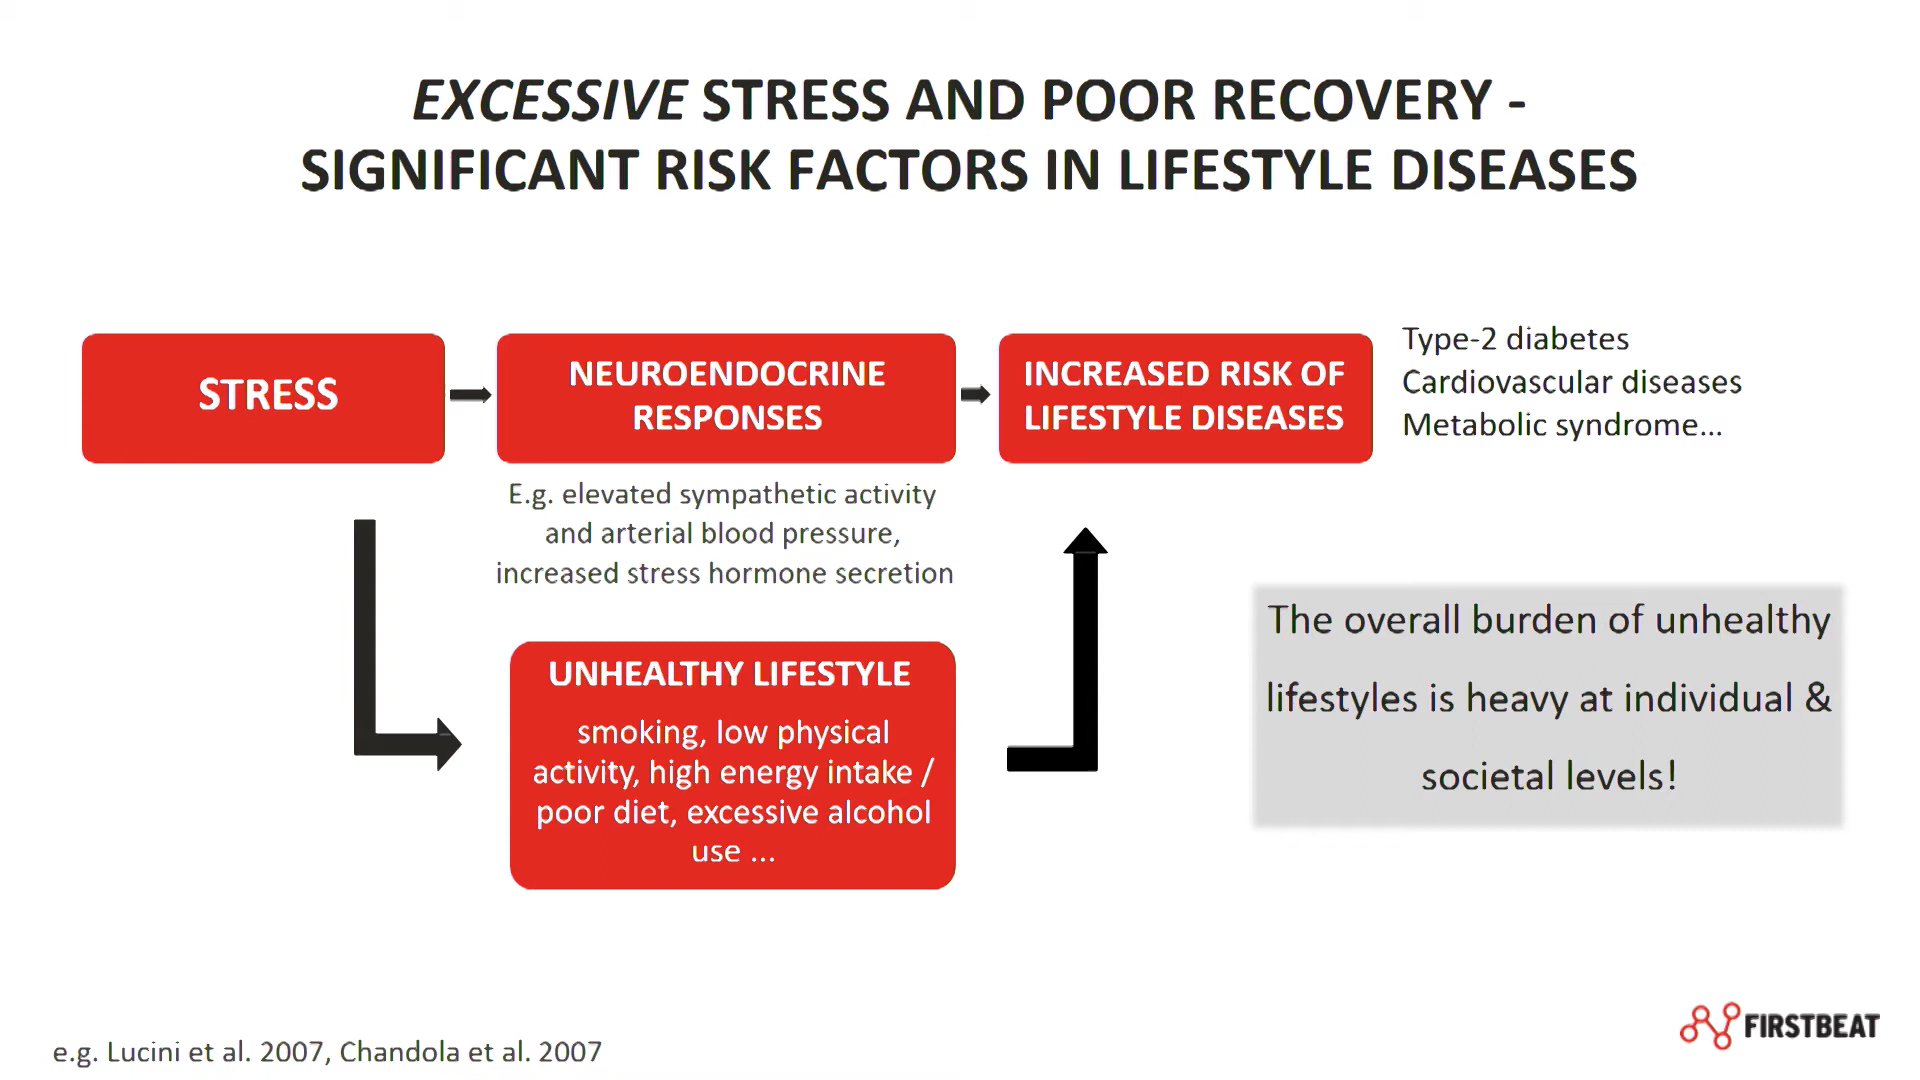 EXCESSIVE STRESS AND POOR RECOVERY -
SIGNIFICANT RISK FACTORS IN LIFESTYLE DISEASES
STRESS
NEUROENDOCRINE
RESPONSES
INCREASED RISK OF
LIFESTYLE DISEASES
Type-2 diabetes
Cardiovascular diseases
Metabolic syndrome...
E.g. elevated sympathetic activity
and arterial blood pressure,
increased stress hormone secretion
UNHEALTHY LIFESTYLE
smoking, low physical
activity, high energy intake /
poor diet, excessive alcohol
use ...
The overall burden of unhealthy
lifestyles is heavy at individual &
societal levels!
e.g. Lucini et al. 2007, Chandola et al. 2007
FIRSTBEAT